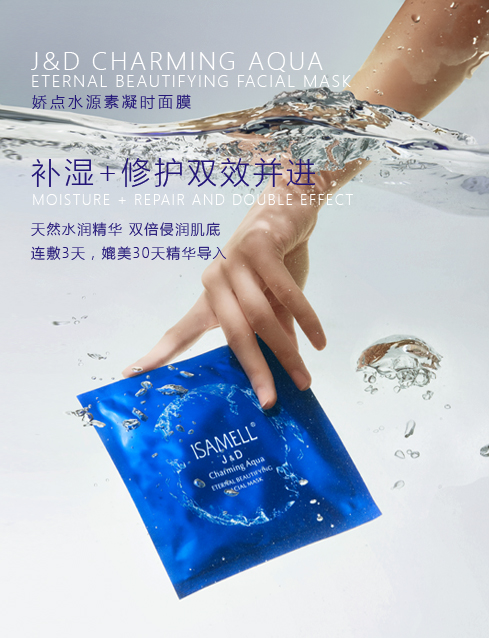 J&D CHARMING AQUA
ETERNAL BEAUTIFYING FACIAL MASK
娇点水源素凝时面膜
补湿+修护双效并进
MOISTURE + REPAIR AND DOUBLE EFFECT
天然水润精华 双倍侵润肌底
连敷3天，媲美30天精华导入
ISAMELL®
J&D
Charming Aqua
ETERNAL BEAUTIFYING
FACIAL MASK